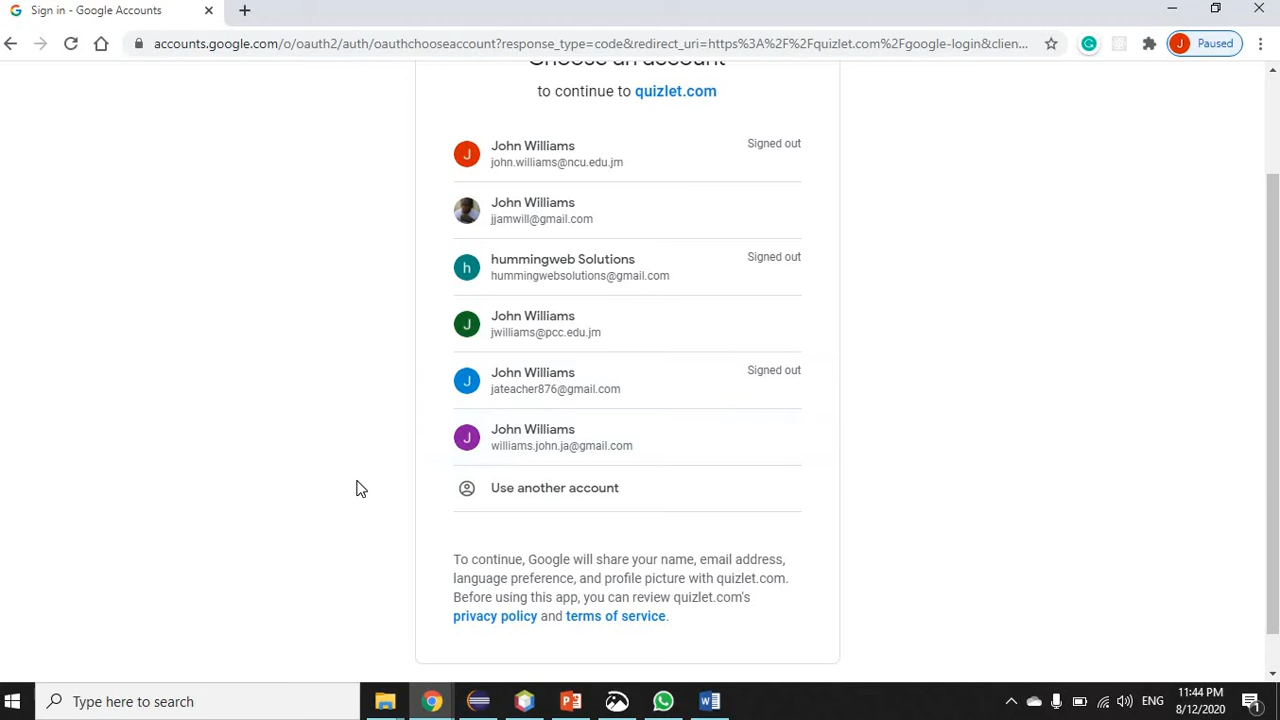 Sign in - Google Accounts
accounts.google.com/o/oauth2/auth/oauthchooseaccount?response_type=code&redirect_uri=https%3A%2F%2Fquizlet.com%2Fgoogle-login&clien...
J Paused
Choose an account
to continue to quizlet.com
J John Williams Signed out
john.williams@ncu.edu.jm
John Williams
jjamwill@gmail.com
h hummingweb Solutions Signed out
hummingwebsolutions@gmail.com
J John Williams
jwilliams@pcc.edu.jm
J John Williams Signed out
jateacher876@gmail.com
J John Williams
williams.john.ja@gmail.com
Use another account
To continue, Google will share your name, email address,
language preference, and profile picture with quizlet.com.
Before using this app, you can review quizlet.com's
privacy policy and terms of service.
Type here to search
ENG
11:44 PM
8/12/2020